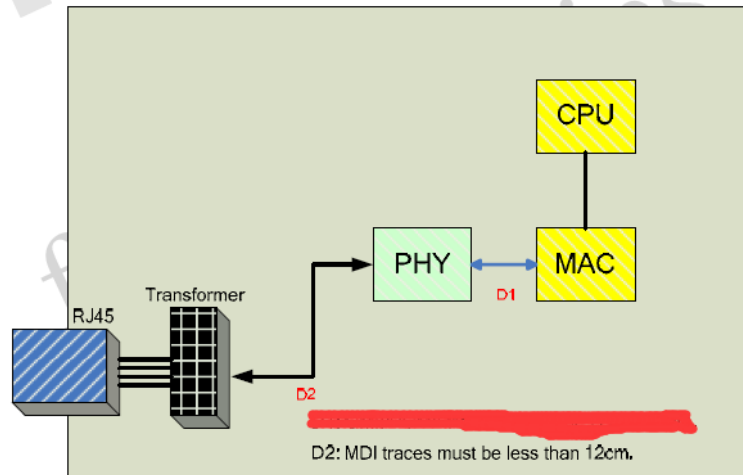 CPU
PHY
MAC
D1
Transformer
RJ45
D2
D2: MDI traces must be less than 12cm.